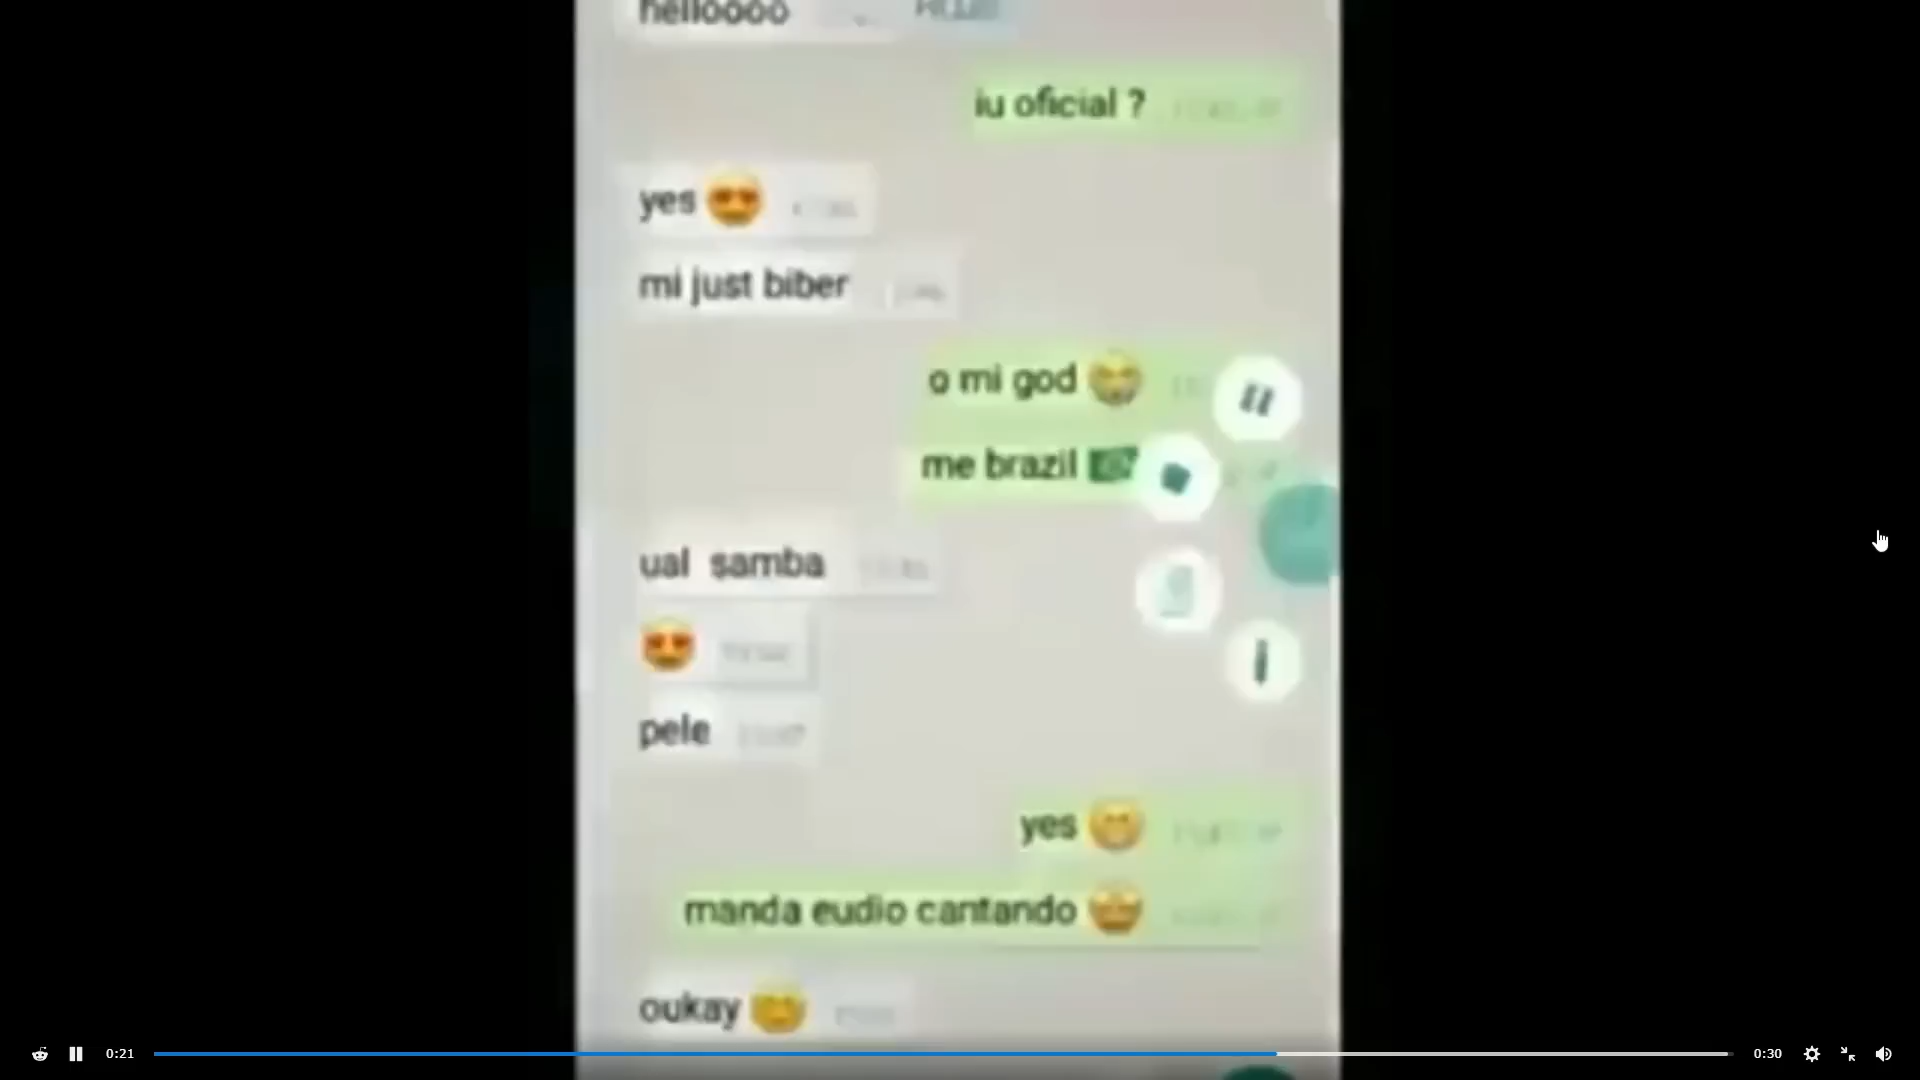 helloooo
iu oficial ?
yes 😍
mi just biber
o mi god 😂
me brazil 🇧🇷
ual samba
😍
pele
yes 😁
manda eudio cantando 🤩
oukay 😊
0:21
0:30